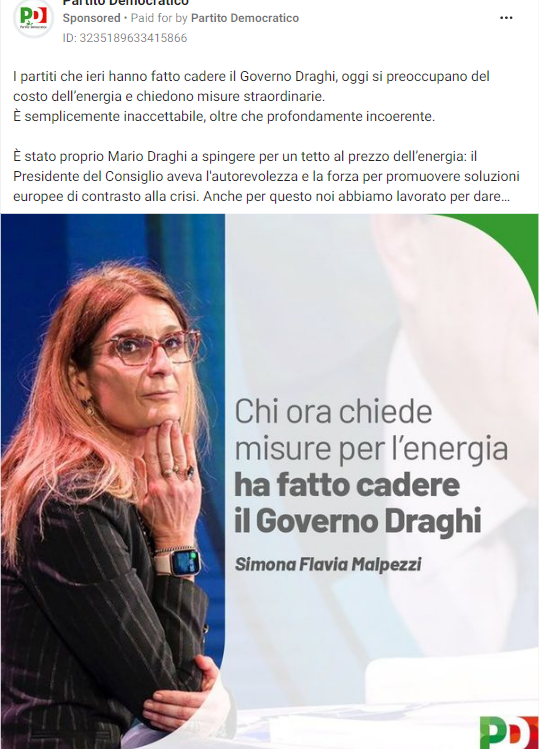 Partito Democratico
Sponsored • Paid for by Partito Democratico
ID: 3235189633415866
I partiti che ieri hanno fatto cadere il Governo Draghi, oggi si preoccupano del
costo dell'energia e chiedono misure straordinarie.
È semplicemente inaccettabile, oltre che profondamente incoerente.
È stato proprio Mario Draghi a spingere per un tetto al prezzo dell'energia: il
Presidente del Consiglio aveva l'autorevolezza e la forza per promuovere soluzioni
europee di contrasto alla crisi. Anche per questo noi abbiamo lavorato per dare...
Chi ora chiede
misure per l'energia
ha fatto cadere
il Governo Draghi
Simona Flavia Malpezzi
PD